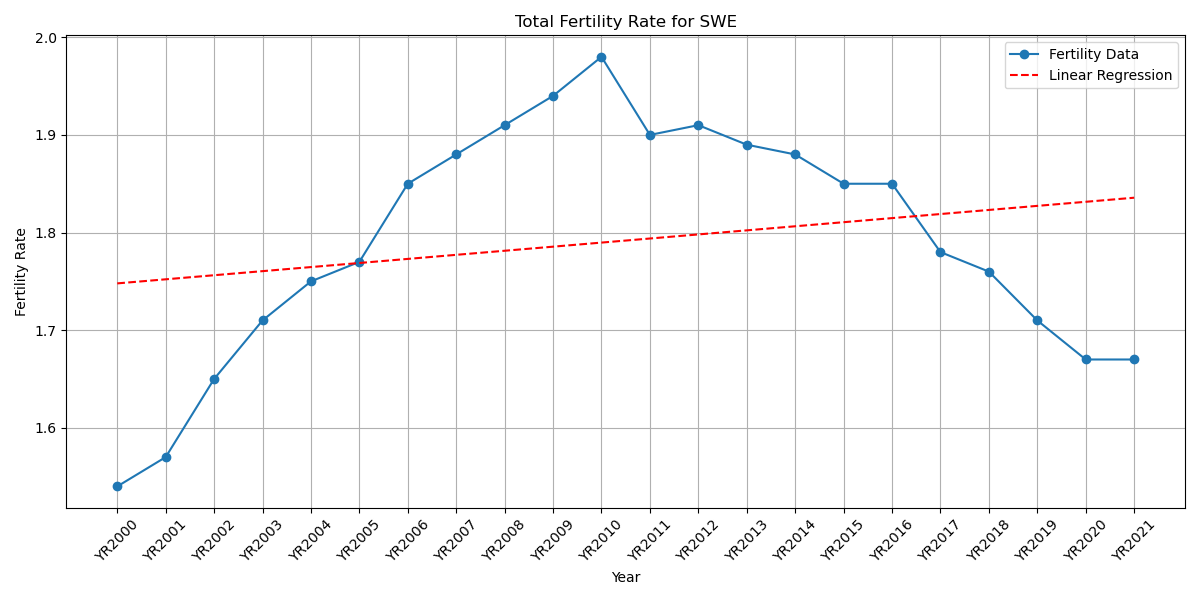 Total Fertility Rate for SWE
Fertility Data
Linear Regression
Fertility Rate
2.0
1.9
1.8
1.7
1.6
YR2000
YR2001
YR2002
YR2003
YR2004
YR2005
YR2006
YR2007
YR2008
YR2009
YR2010
YR2011
YR2012
YR2013
YR2014
YR2015
YR2016
YR2017
YR2018
YR2019
YR2020
YR2021
Year